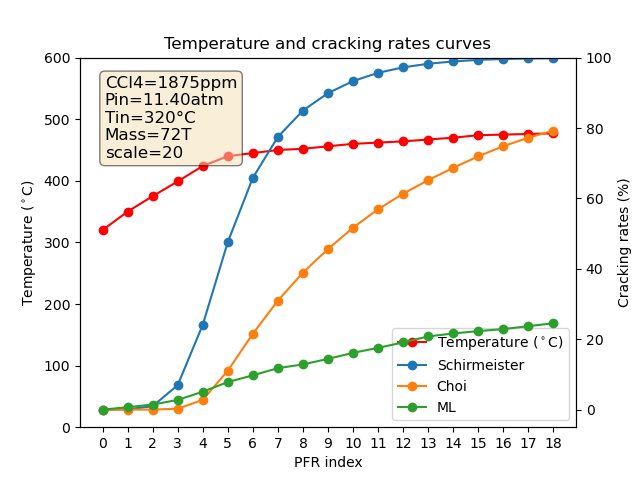 Temperature and cracking rates curves
CCl4=1875ppm
Pin=11.40atm
Tin=320°C
Mass=72T
scale=20
Temperature (°C)
600
500
400
300
200
100
0
Cracking rates (%)
100
80
60
40
20
0
Temperature (°C)
Schirmeister
Choi
ML
0 1 2 3 4 5 6 7 8 9 10 11 12 13 14 15 16 17 18
PFR index